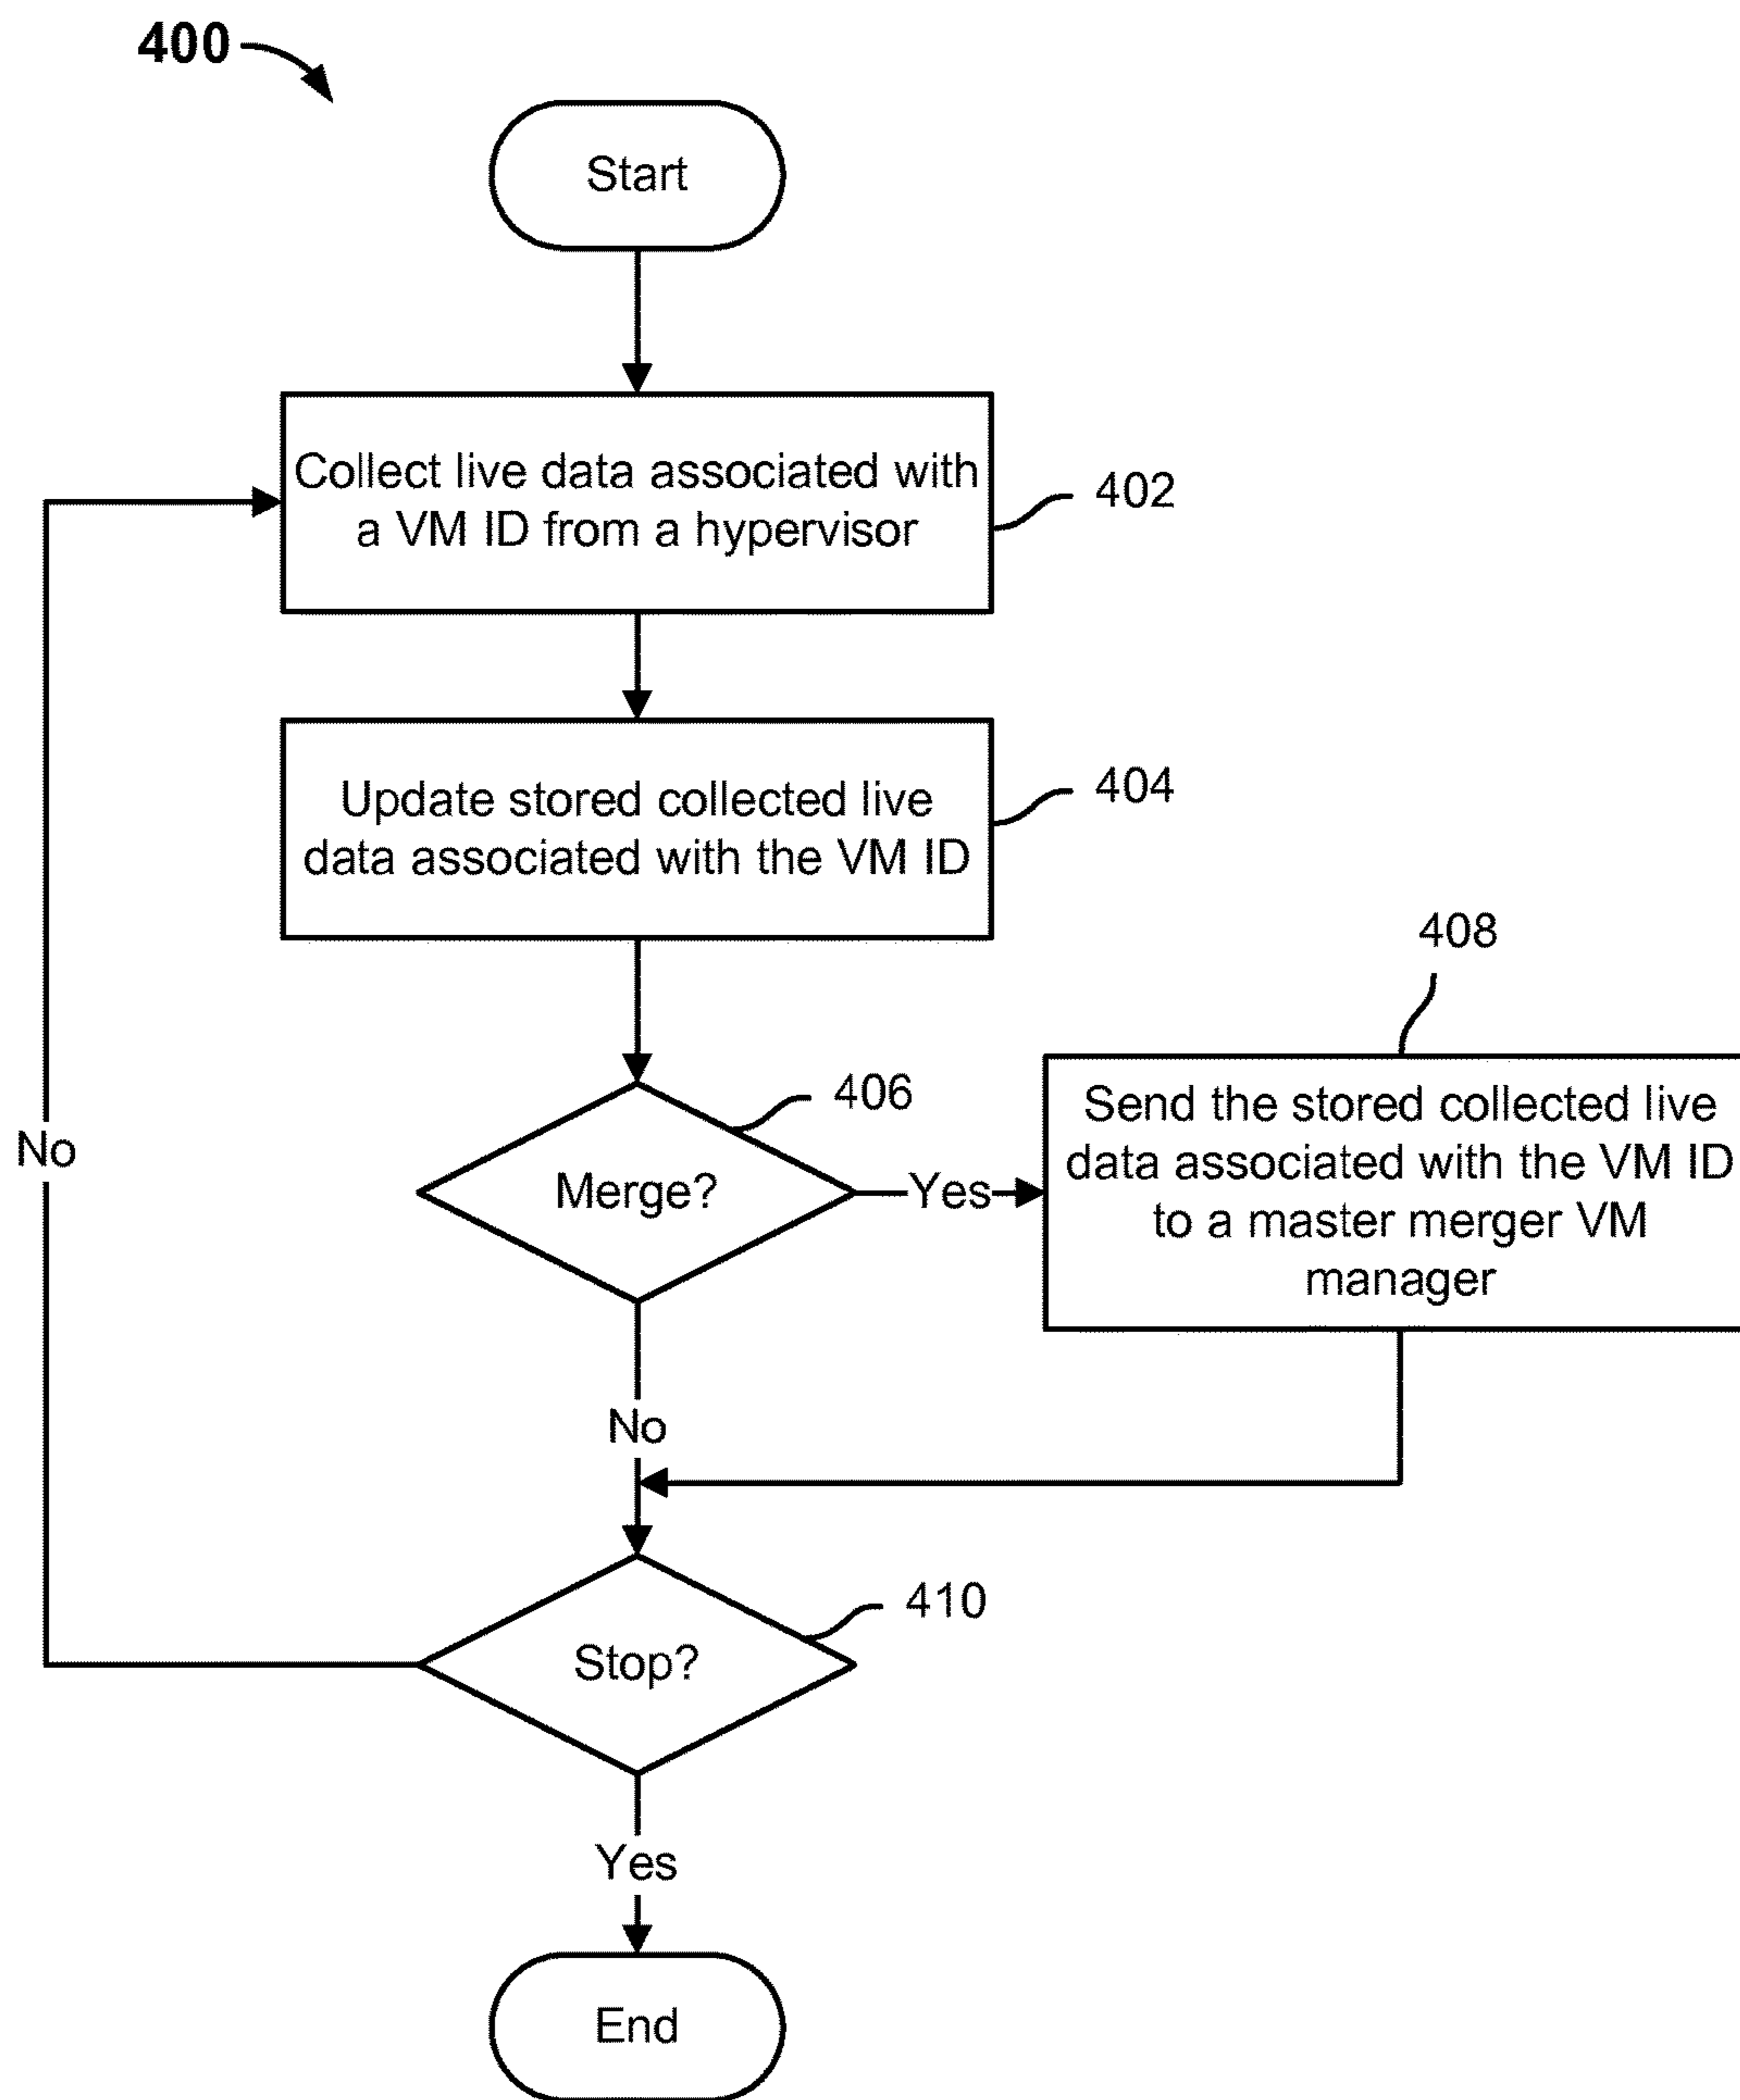 400
Start
Collect live data associated with
a VM ID from a hypervisor
402
Update stored collected live
data associated with the VM ID
404
408
Send the stored collected live
data associated with the VM ID
to a master merger VM
manager
406
Merge?
Yes
No
No
410
Stop?
Yes
End